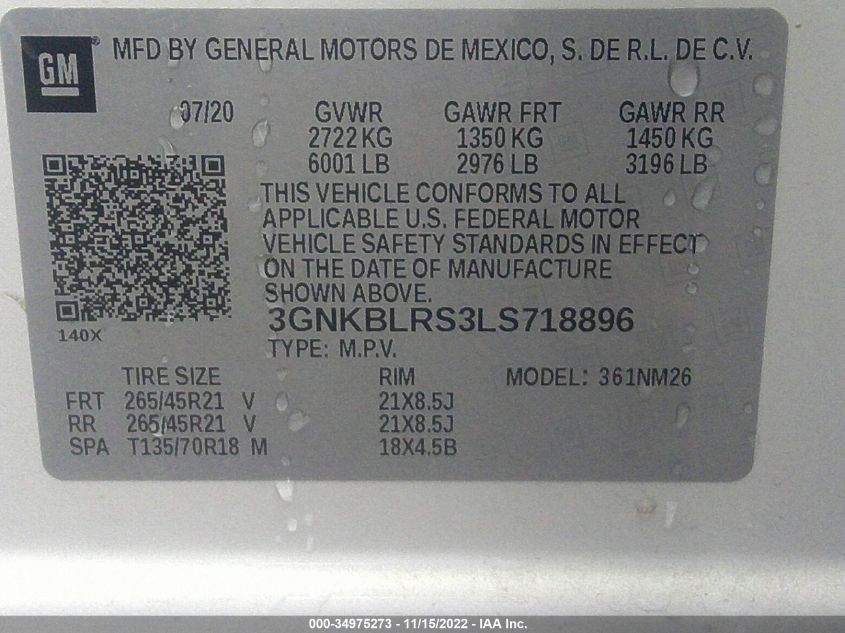 GM ® MFD BY GENERAL MOTORS DE MEXICO, S. DE R.L. DE C.V.
07/20 GVWR GAWR FRT GAWR RR
2722 KG 1350 KG 1450 KG
6001 LB 2976 LB 3196 LB
THIS VEHICLE CONFORMS TO ALL
APPLICABLE U.S. FEDERAL MOTOR
VEHICLE SAFETY STANDARDS IN EFFECT
ON THE DATE OF MANUFACTURE
SHOWN ABOVE.
3GNKBLRS3LS718896
140X
TYPE: M.P.V.
TIRE SIZE RIM MODEL: 361NM26
FRT 265/45R21 V 21X8.5J
RR 265/45R21 V 21X8.5J
SPA T135/70R18 M 18X4.5B
000-34975273 - 11/15/2022 - IAA Inc.